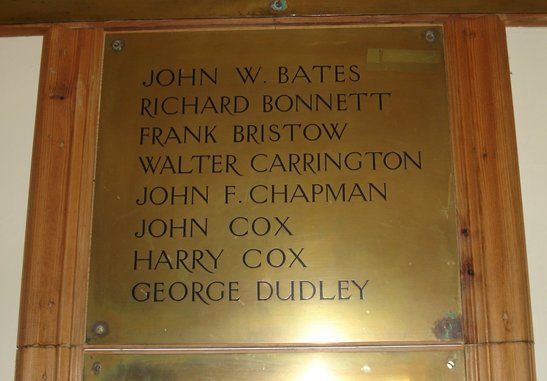 JOHN W. BATES
RICHARD BONNETT
FRANK BRISTOW
WALTER CARRINGTON
JOHN F. CHAPMAN
JOHN COX
HARRY COX
GEORGE DUDLEY